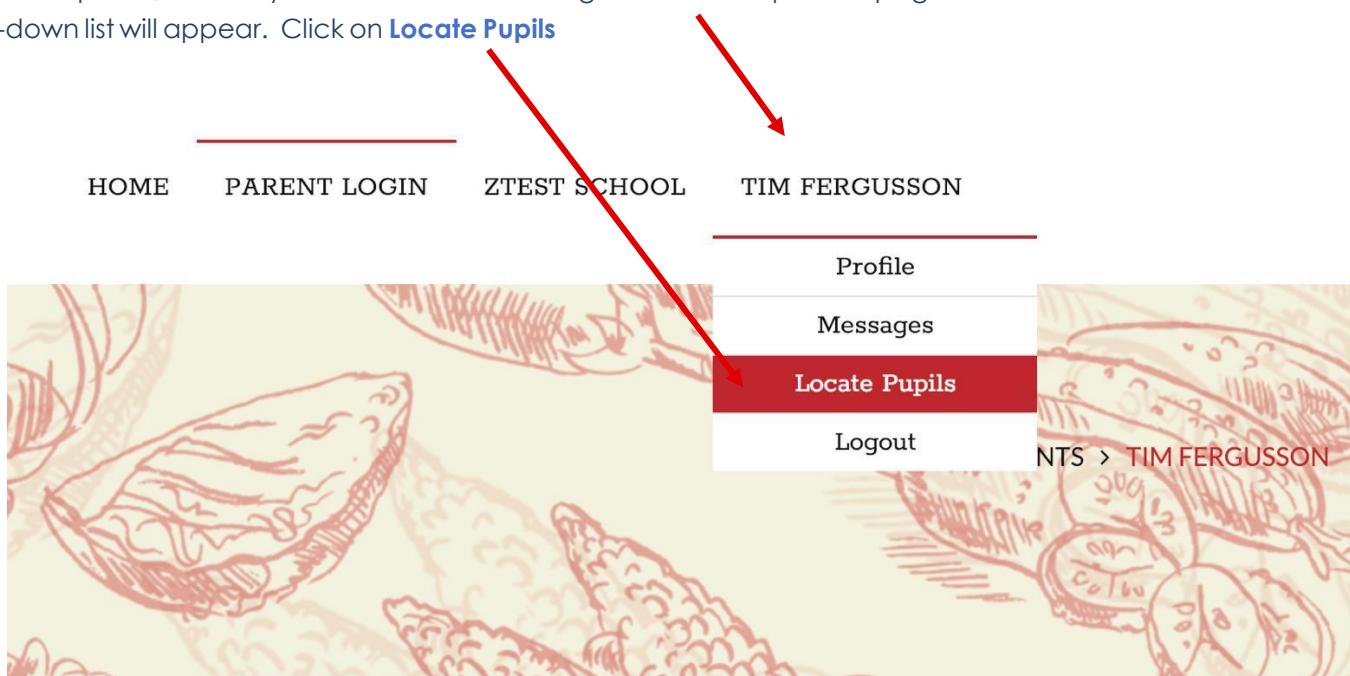 -down list will appear. Click on Locate Pupils
HOME PARENT LOGIN ZTEST SCHOOL TIM FERGUSSON
Profile
Messages
Locate Pupils
Logout
NTS > TIM FERGUSSON